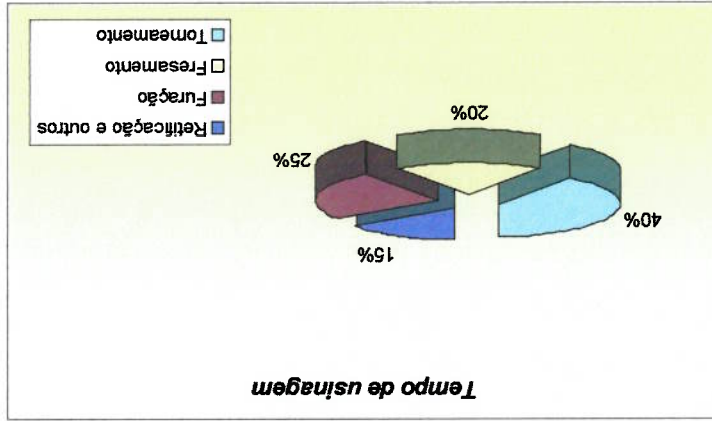 Tempo de usinagem
15%
40%
25%
20%
Retificação e outros
Furação
Fresamento
Torneamento